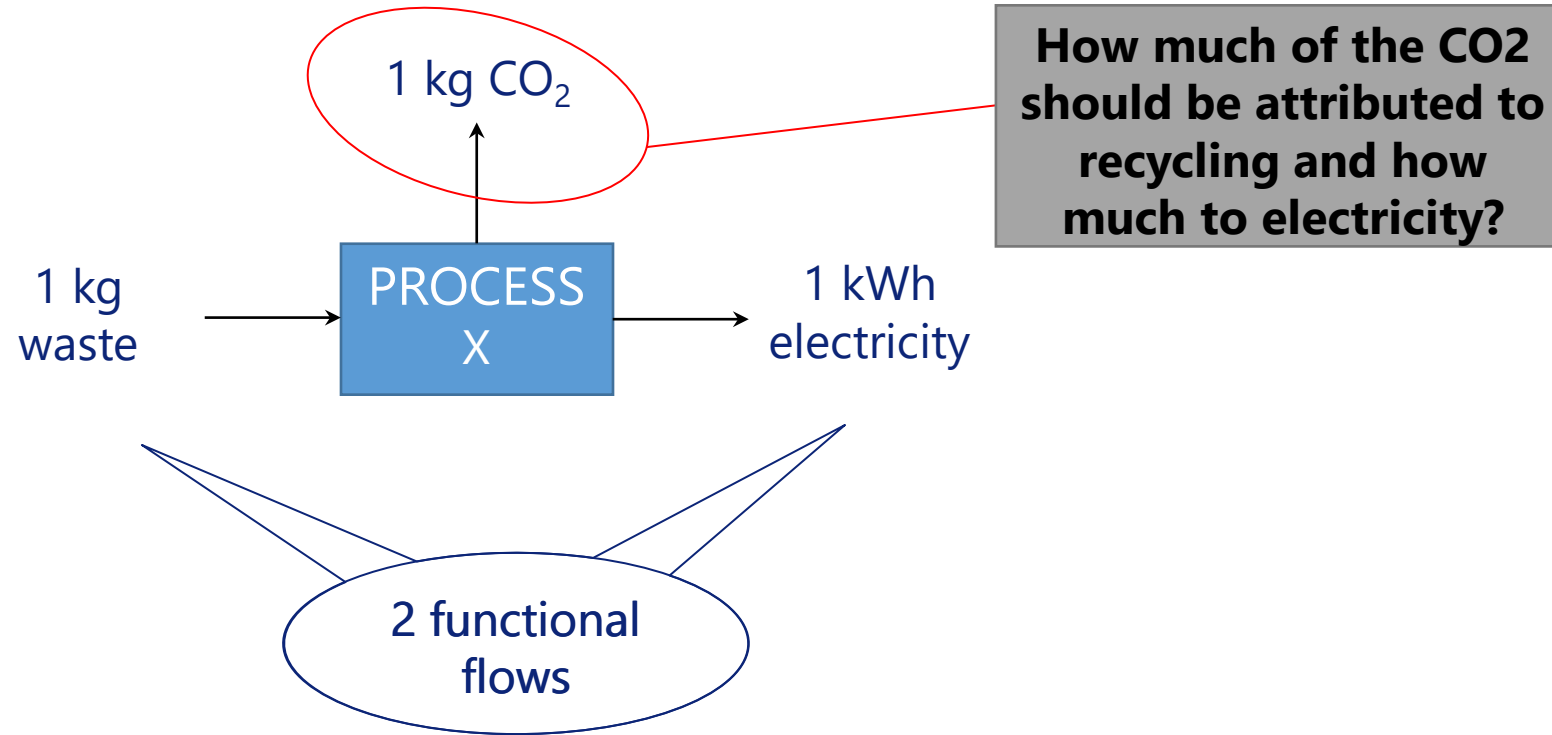 1 kg CO₂
How much of the CO2
should be attributed to
recycling and how
much to electricity?
1 kg
waste
PROCESS
X
1 kWh
electricity
2 functional
flows